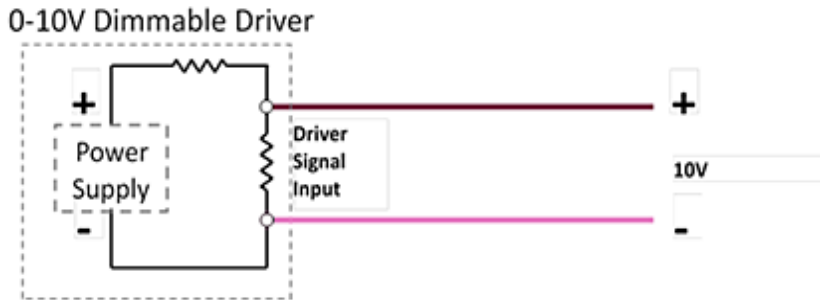 0-10V Dimmable Driver
+
+
Power
Supply
Driver
Signal
Input
10V
-
-